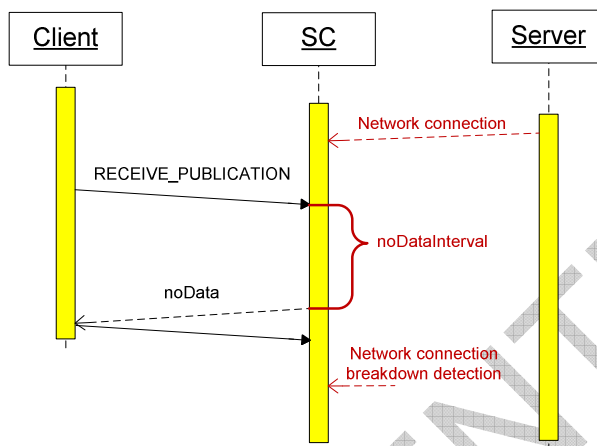 Client
SC
Server
Network connection
RECEIVE_PUBLICATION
noDataInterval
noData
Network connection
breakdown detection